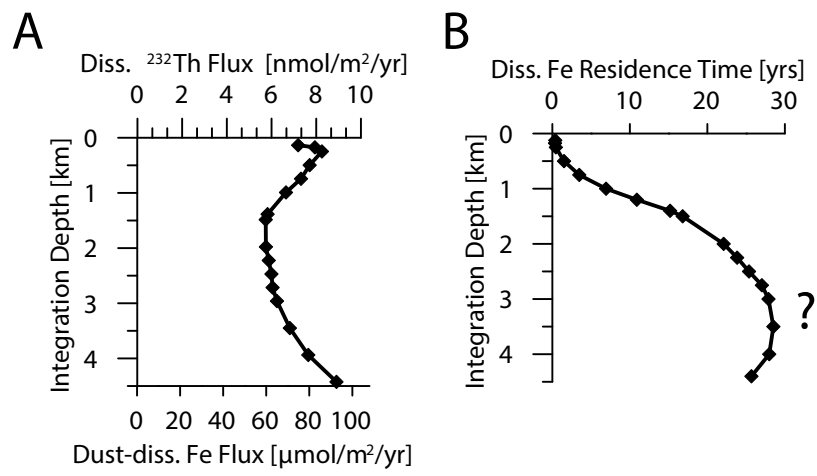 A
Diss. ²³²Th Flux [nmol/m²/yr]
0 2 4 6 8 10
0
1
2
3
4
Integration Depth [km]
0 20 40 60 80 100
Dust-diss. Fe Flux [µmol/m²/yr]
B
Diss. Fe Residence Time [yrs]
0 10 20 30
0
1
2
3
4
Integration Depth [km]
?